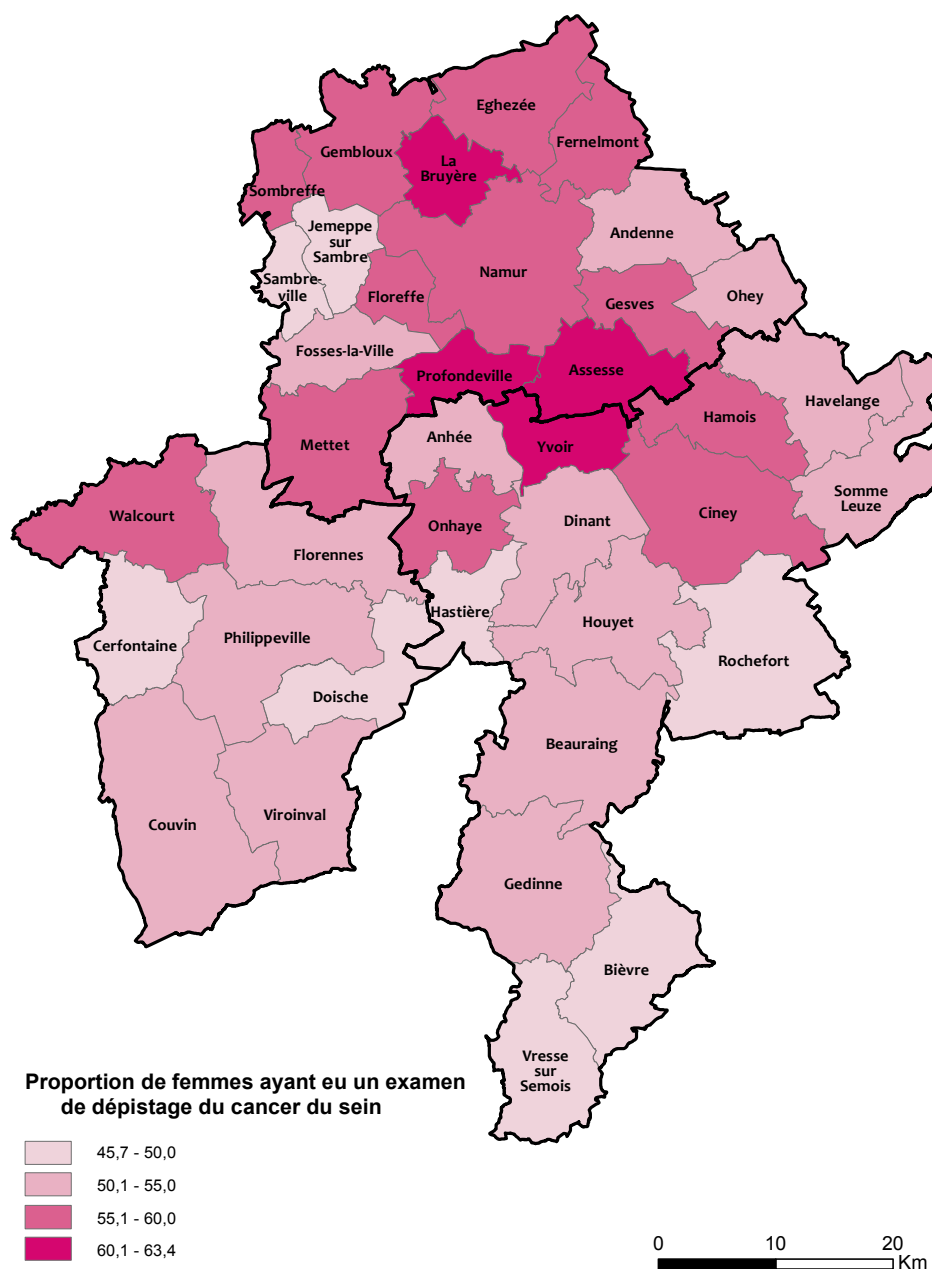 Eghezée
Fernelmont
Gembloux
La
Bruyère
Sombreffe
Jemeppe
sur
Sambre
Andenne
Namur
Sambre-
ville
Floreffe
Gesves
Ohey
Fosses-la-Ville
Profondeville
Assesse
Havelange
Hamois
Mettet
Anhée
Yvoir
Somme
Leuze
Walcourt
Onhaye
Dinant
Ciney
Florennes
Hastière
Houyet
Philippeville
Cerfontaine
Rochefort
Doische
Beauraing
Viroinval
Couvin
Gedinne
Bièvre
Vresse
sur
Semois
Proportion de femmes ayant eu un examen
de dépistage du cancer du sein
45,7 - 50,0
50,1 - 55,0
55,1 - 60,0
60,1 - 63,4
0 10 20
Km